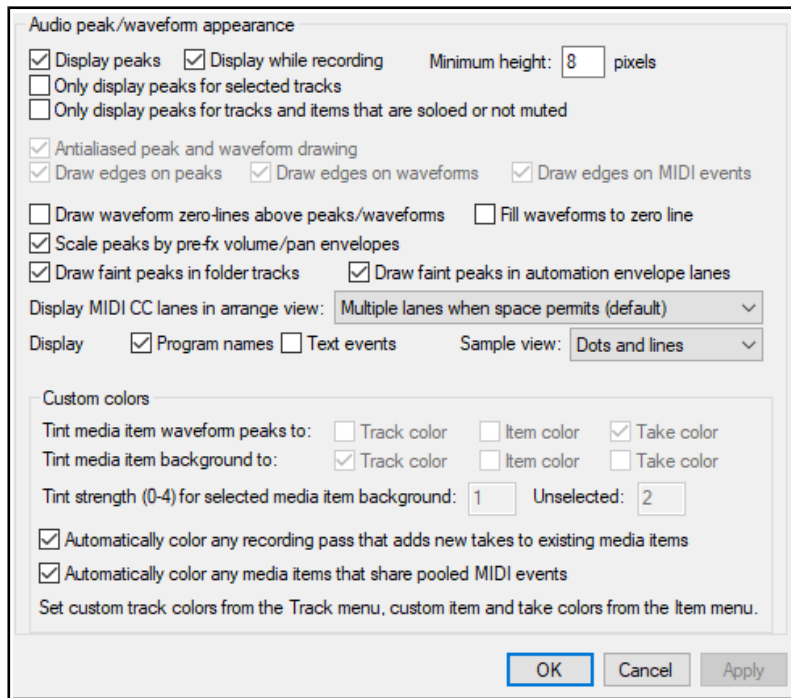 Audio peak/waveform appearance
Display peaks Display while recording Minimum height: 8 pixels
Only display peaks for selected tracks
Only display peaks for tracks and items that are soloed or not muted
Antialiased peak and waveform drawing
Draw edges on peaks Draw edges on waveforms Draw edges on MIDI events
Draw waveform zero-lines above peaks/waveforms Fill waveforms to zero line
Scale peaks by pre-fx volume/pan envelopes
Draw faint peaks in folder tracks Draw faint peaks in automation envelope lanes
Display MIDI CC lanes in arrange view: Multiple lanes when space permits (default)
Display Program names Text events Sample view: Dots and lines
Custom colors
Tint media item waveform peaks to: Track color Item color Take color
Tint media item background to: Track color Item color Take color
Tint strength (0-4) for selected media item background: 1 Unselected: 2
Automatically color any recording pass that adds new takes to existing media items
Automatically color any media items that share pooled MIDI events
Set custom track colors from the Track menu, custom item and take colors from the Item menu.
OK Cancel Apply